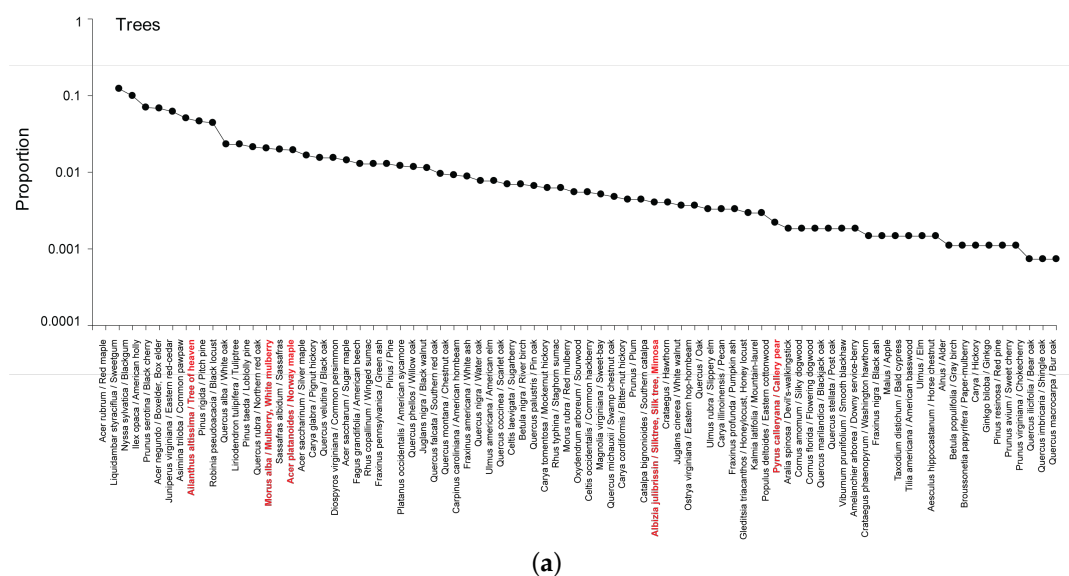 Trees
Proportion
1
0.1
0.01
0.001
0.0001
Acer rubrum / Red maple
Liquidambar styraciflua / Sweetgum
Nyssa sylvatica / Blackgum
Ilex opaca / American holly
Prunus serotina / Black cherry
Acer negundo / Boxelder, Box elder
Juniperus virginiana / Eastern red-cedar
Asimina triloba / Common pawpaw
Ailanthus altissima / Tree of heaven
Pinus rigida / Pitch pine
Pinus taeda / Loblolly pine
Robinia pseudoacacia / Black locust
Quercus alba / White oak
Liriodendron tulipifera / Tuliptree
Quercus rubra / Northern red oak
Morus alba / Mulberry, White mulberry
Sassafras albidum / Sassafras
Acer platanoides / Norway maple
Acer saccharinum / Silver maple
Carya glabra / Pignut hickory
Quercus velutina / Black oak
Diospyros virginiana / Common persimmon
Acer saccharum / Sugar maple
Fagus grandifolia / American beech
Rhus copallinum / Winged sumac
Fraxinus pennsylvanica / Green ash
Pinus / Pine
Platanus occidentalis / American sycamore
Quercus phellos / Willow oak
Juglans nigra / Black walnut
Quercus falcata / Southern red oak
Quercus montana / Chestnut oak
Carpinus caroliniana / American hornbeam
Fraxinus americana / White ash
Quercus nigra / Water oak
Ulmus americana / American elm
Quercus coccinea / Scarlet oak
Celtis laevigata / Sugarberry
Betula nigra / River birch
Quercus palustris / Pin oak
Carya tomentosa / Mockernut hickory
Rhus typhina / Staghorn sumac
Morus rubra / Red mulberry
Oxydendrum arboreum / Sourwood
Celtis occidentalis / Common hackberry
Magnolia virginiana / Sweet-bay
Quercus michauxii / Swamp chestnut oak
Carya cordiformis / Bitter-nut hickory
Prunus / Plum
Catalpa bignonioides / Southern catalpa
Albizia julibrissin / Silktree, Silk tree, Mimosa
Crataegus / Hawthorn
Juglans cinerea / White walnut
Ostrya virginiana / Eastern hop-hornbeam
Quercus / Oak
Ulmus rubra / Slippery elm
Carya illinoinensis / Pecan
Fraxinus profunda / Pumpkin ash
Gleditsia triacanthos / Honeylocust, Honey locust
Kalmia latifolia / Mountain-laurel
Populus deltoides / Eastern cottonwood
Pyrus calleryana / Callery pear
Aralia spinosa / Devil's-walkingstick
Cornus amomum / Silky dogwood
Cornus florida / Flowering dogwood
Quercus marilandica / Blackjack oak
Quercus stellata / Post oak
Viburnum prunifolium / Smooth blackhaw
Amelanchier arborea / Downy service-berry
Crataegus phaenopyrum / Washington hawthorn
Fraxinus nigra / Black ash
Malus / Apple
Taxodium distichum / Bald cypress
Tilia americana / American basswood
Aesculus hippocastanum / Horse chestnut
Ulmus / Elm
Alnus / Alder
Betula populifolia / Gray birch
Broussonetia papyrifera / Paper-mulberry
Carya / Hickory
Ginkgo biloba / Ginkgo
Pinus resinosa / Red pine
Prunus avium / Sweet cherry
Prunus virginiana / Chokecherry
Quercus ilicifolia / Bear oak
Quercus imbricaria / Shingle oak
Quercus macrocarpa / Bur oak
(a)